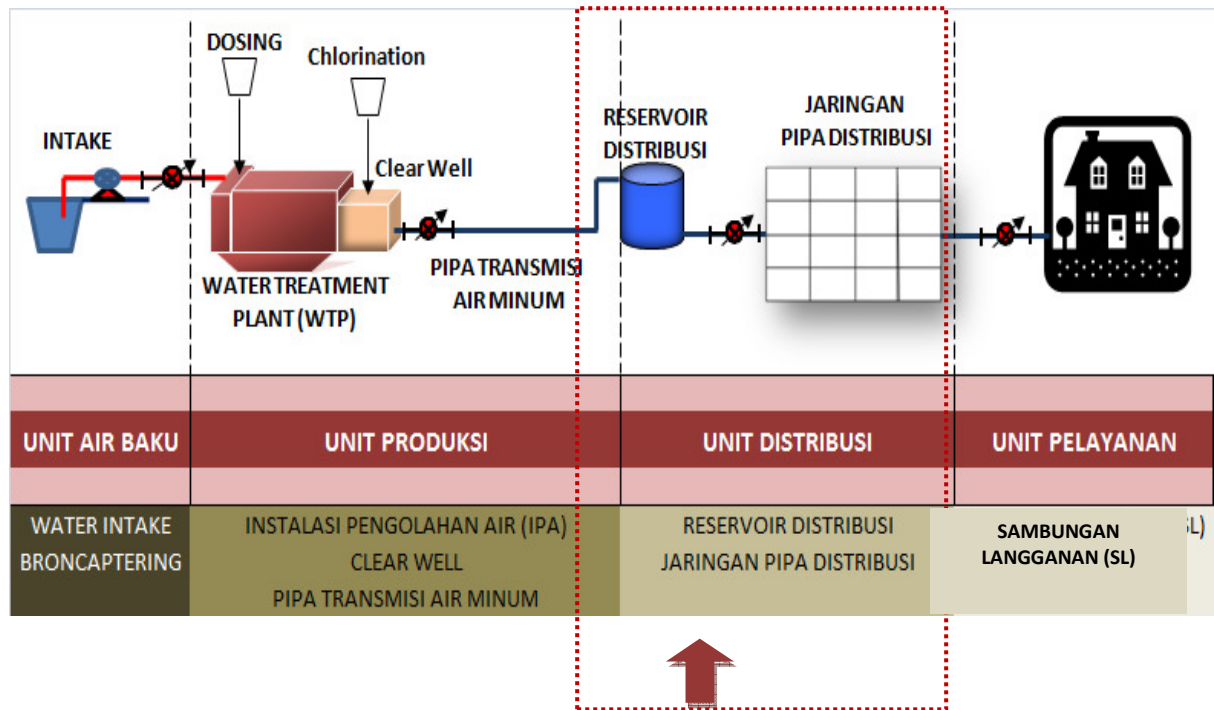 DOSING
Chlorination
INTAKE
Clear Well
WATER TREATMENT
PLANT (WTP)
PIPA TRANSMISI
AIR MINUM
RESERVOIR
DISTRIBUSI
JARINGAN
PIPA DISTRIBUSI
UNIT AIR BAKU
UNIT PRODUKSI
UNIT DISTRIBUSI
UNIT PELAYANAN
WATER INTAKE
BRONCAPTERING
INSTALASI PENGOLAHAN AIR (IPA)
CLEAR WELL
PIPA TRANSMISI AIR MINUM
RESERVOIR DISTRIBUSI
JARINGAN PIPA DISTRIBUSI
SAMBUNGAN
LANGGANAN (SL)